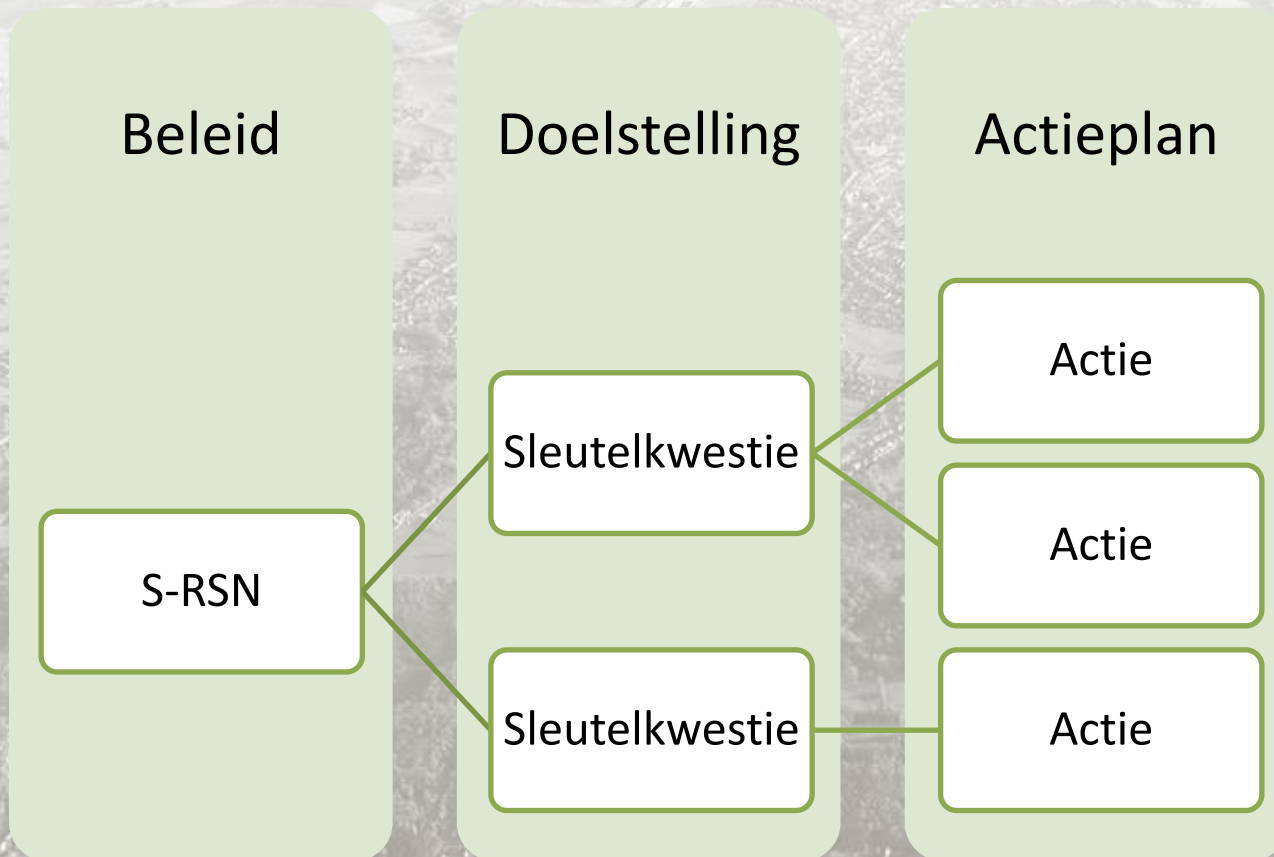 Beleid
Doelstelling
Actieplan
S-RSN
Sleutelkwestie
Sleutelkwestie
Actie
Actie
Actie